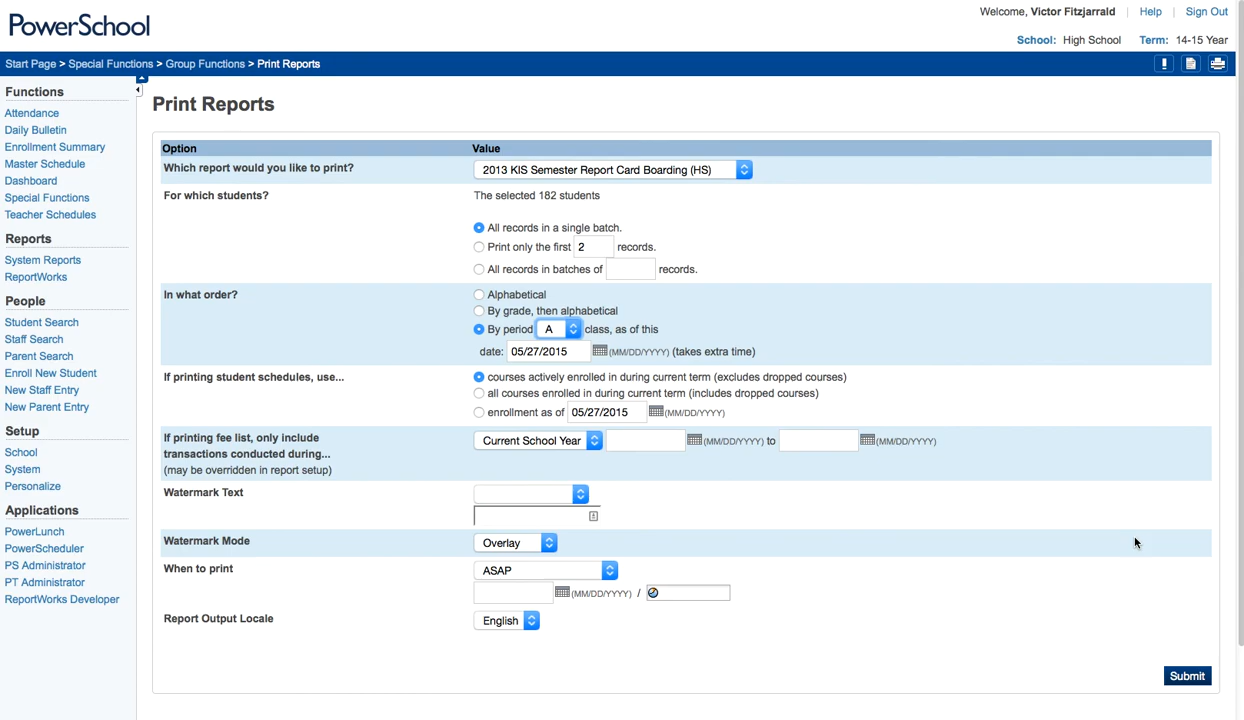 Welcome, Victor Fitzjarrald Help Sign Out
PowerSchool
School: High School Term: 14-15 Year
Start Page > Special Functions > Group Functions > Print Reports
Functions
Attendance
Daily Bulletin
Enrollment Summary
Master Schedule
Dashboard
Special Functions
Teacher Schedules
Reports
System Reports
ReportWorks
People
Student Search
Staff Search
Parent Search
Enroll New Student
New Staff Entry
New Parent Entry
Setup
School
System
Personalize
Applications
PowerLunch
PowerScheduler
PS Administrator
PT Administrator
ReportWorks Developer
Print Reports
Option Value
Which report would you like to print? 2013 KIS Semester Report Card Boarding (HS)
For which students? The selected 182 students
All records in a single batch.
Print only the first 2 records.
All records in batches of records.
In what order? Alphabetical
By grade, then alphabetical
By period A class, as of this
date: 05/27/2015 (MM/DD/YYYY) (takes extra time)
If printing student schedules, use... courses actively enrolled in during current term (excludes dropped courses)
all courses enrolled in during current term (includes dropped courses)
enrollment as of 05/27/2015 (MM/DD/YYYY)
If printing fee list, only include Current School Year (MM/DD/YYYY) to (MM/DD/YYYY)
transactions conducted during...
(may be overridden in report setup)
Watermark Text
Watermark Mode Overlay
When to print ASAP
(MM/DD/YYYY) /
Report Output Locale English
Submit